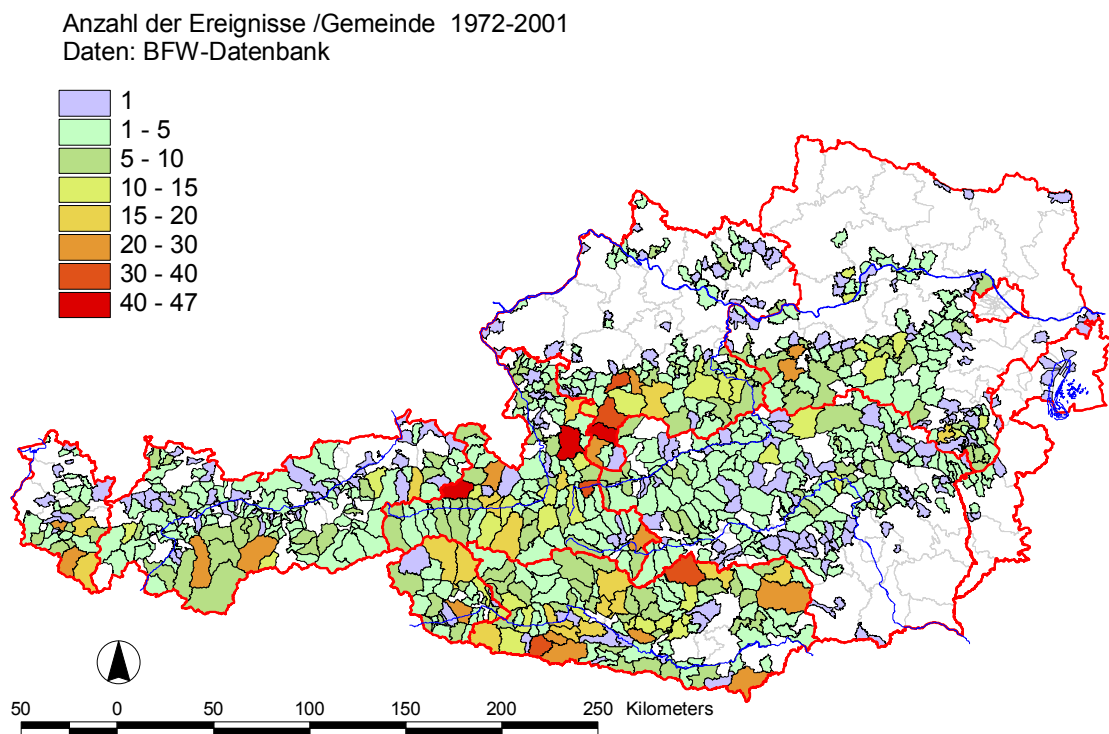 Anzahl der Ereignisse /Gemeinde 1972-2001
Daten: BFW-Datenbank
1
1 - 5
5 - 10
10 - 15
15 - 20
20 - 30
30 - 40
40 - 47
50 0 50 100 150 200 250 Kilometers